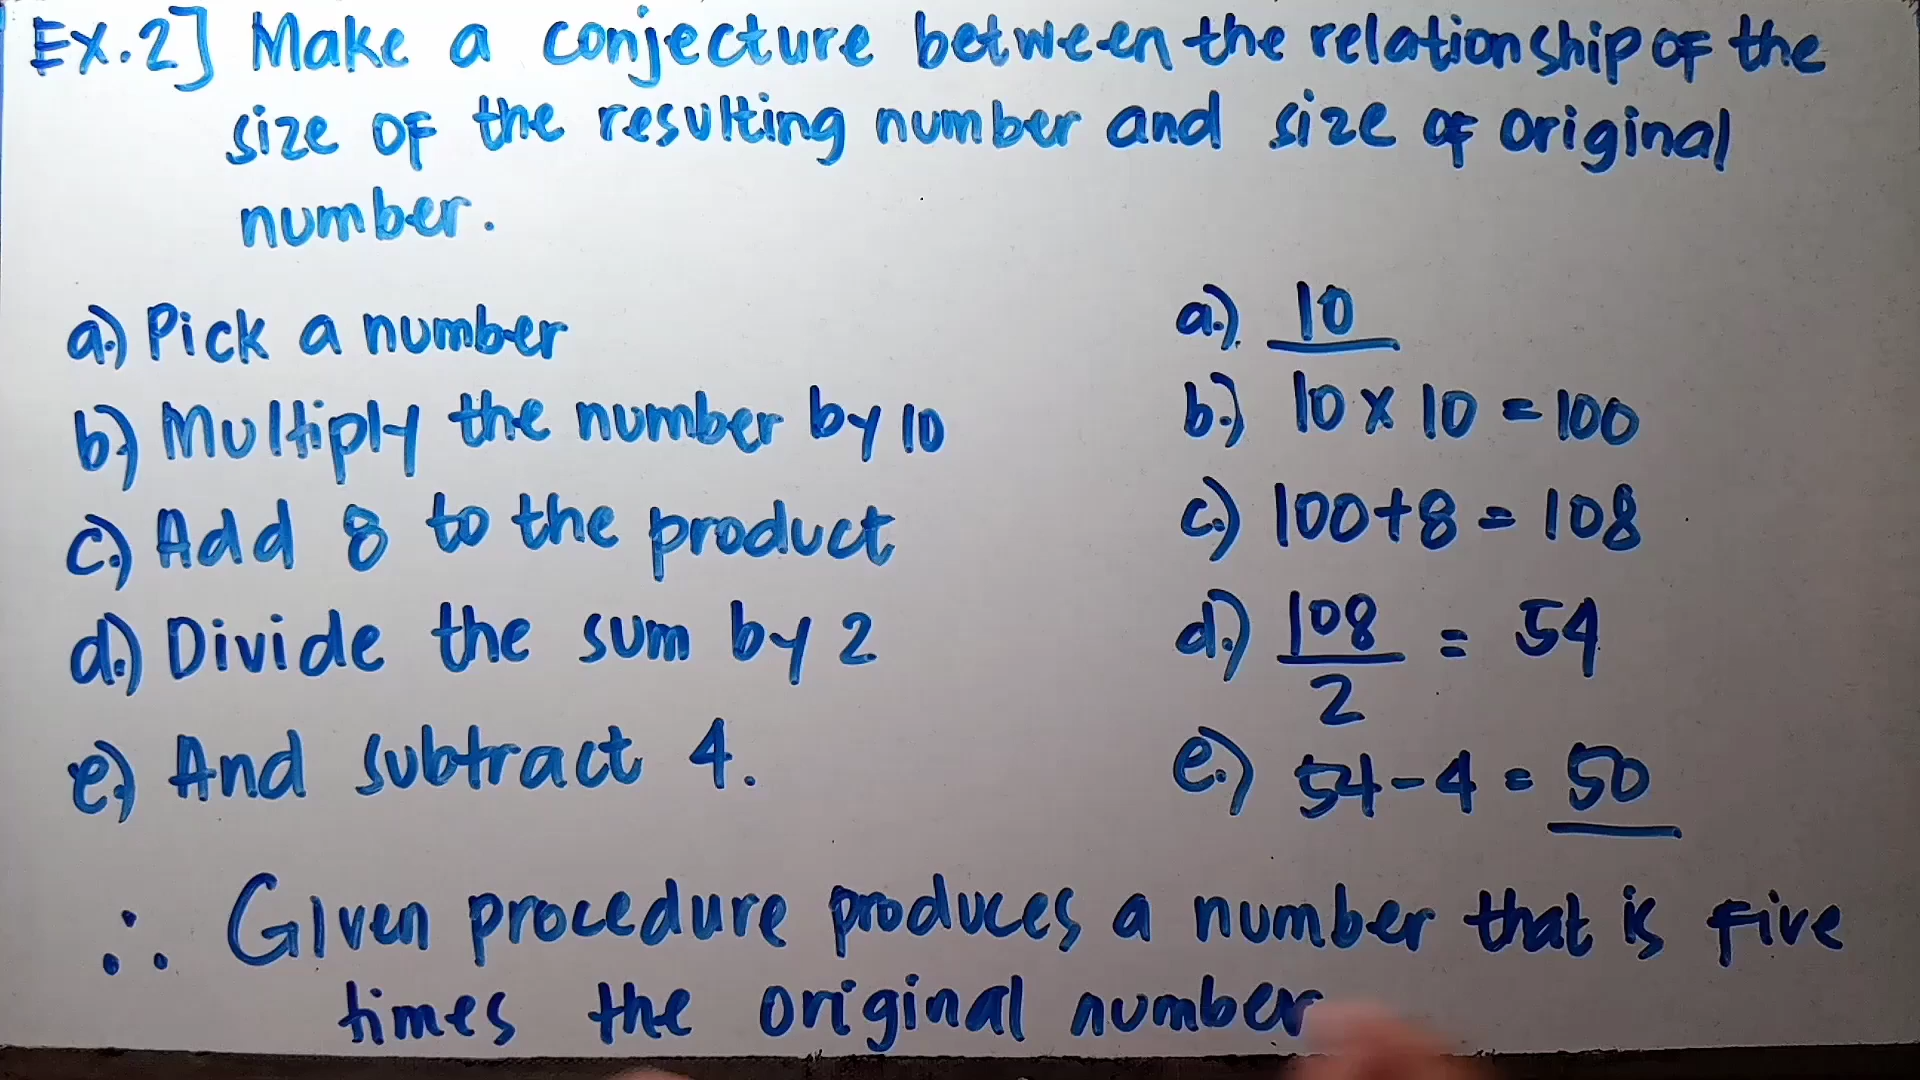 Ex.2] Make a conjecture between the relationship of the
size of the resulting number and size of original
number.
a.) Pick a number
b.) Multiply the number by 10
c.) Add 8 to the product
d.) Divide the sum by 2
e.) And subtract 4.
a.) 10
b.) 10 x 10 = 100
c.) 100+8 = 108
d.) 108/2 = 54
e.) 54-4 = 50
∴ Given procedure produces a number that is five
times the original number